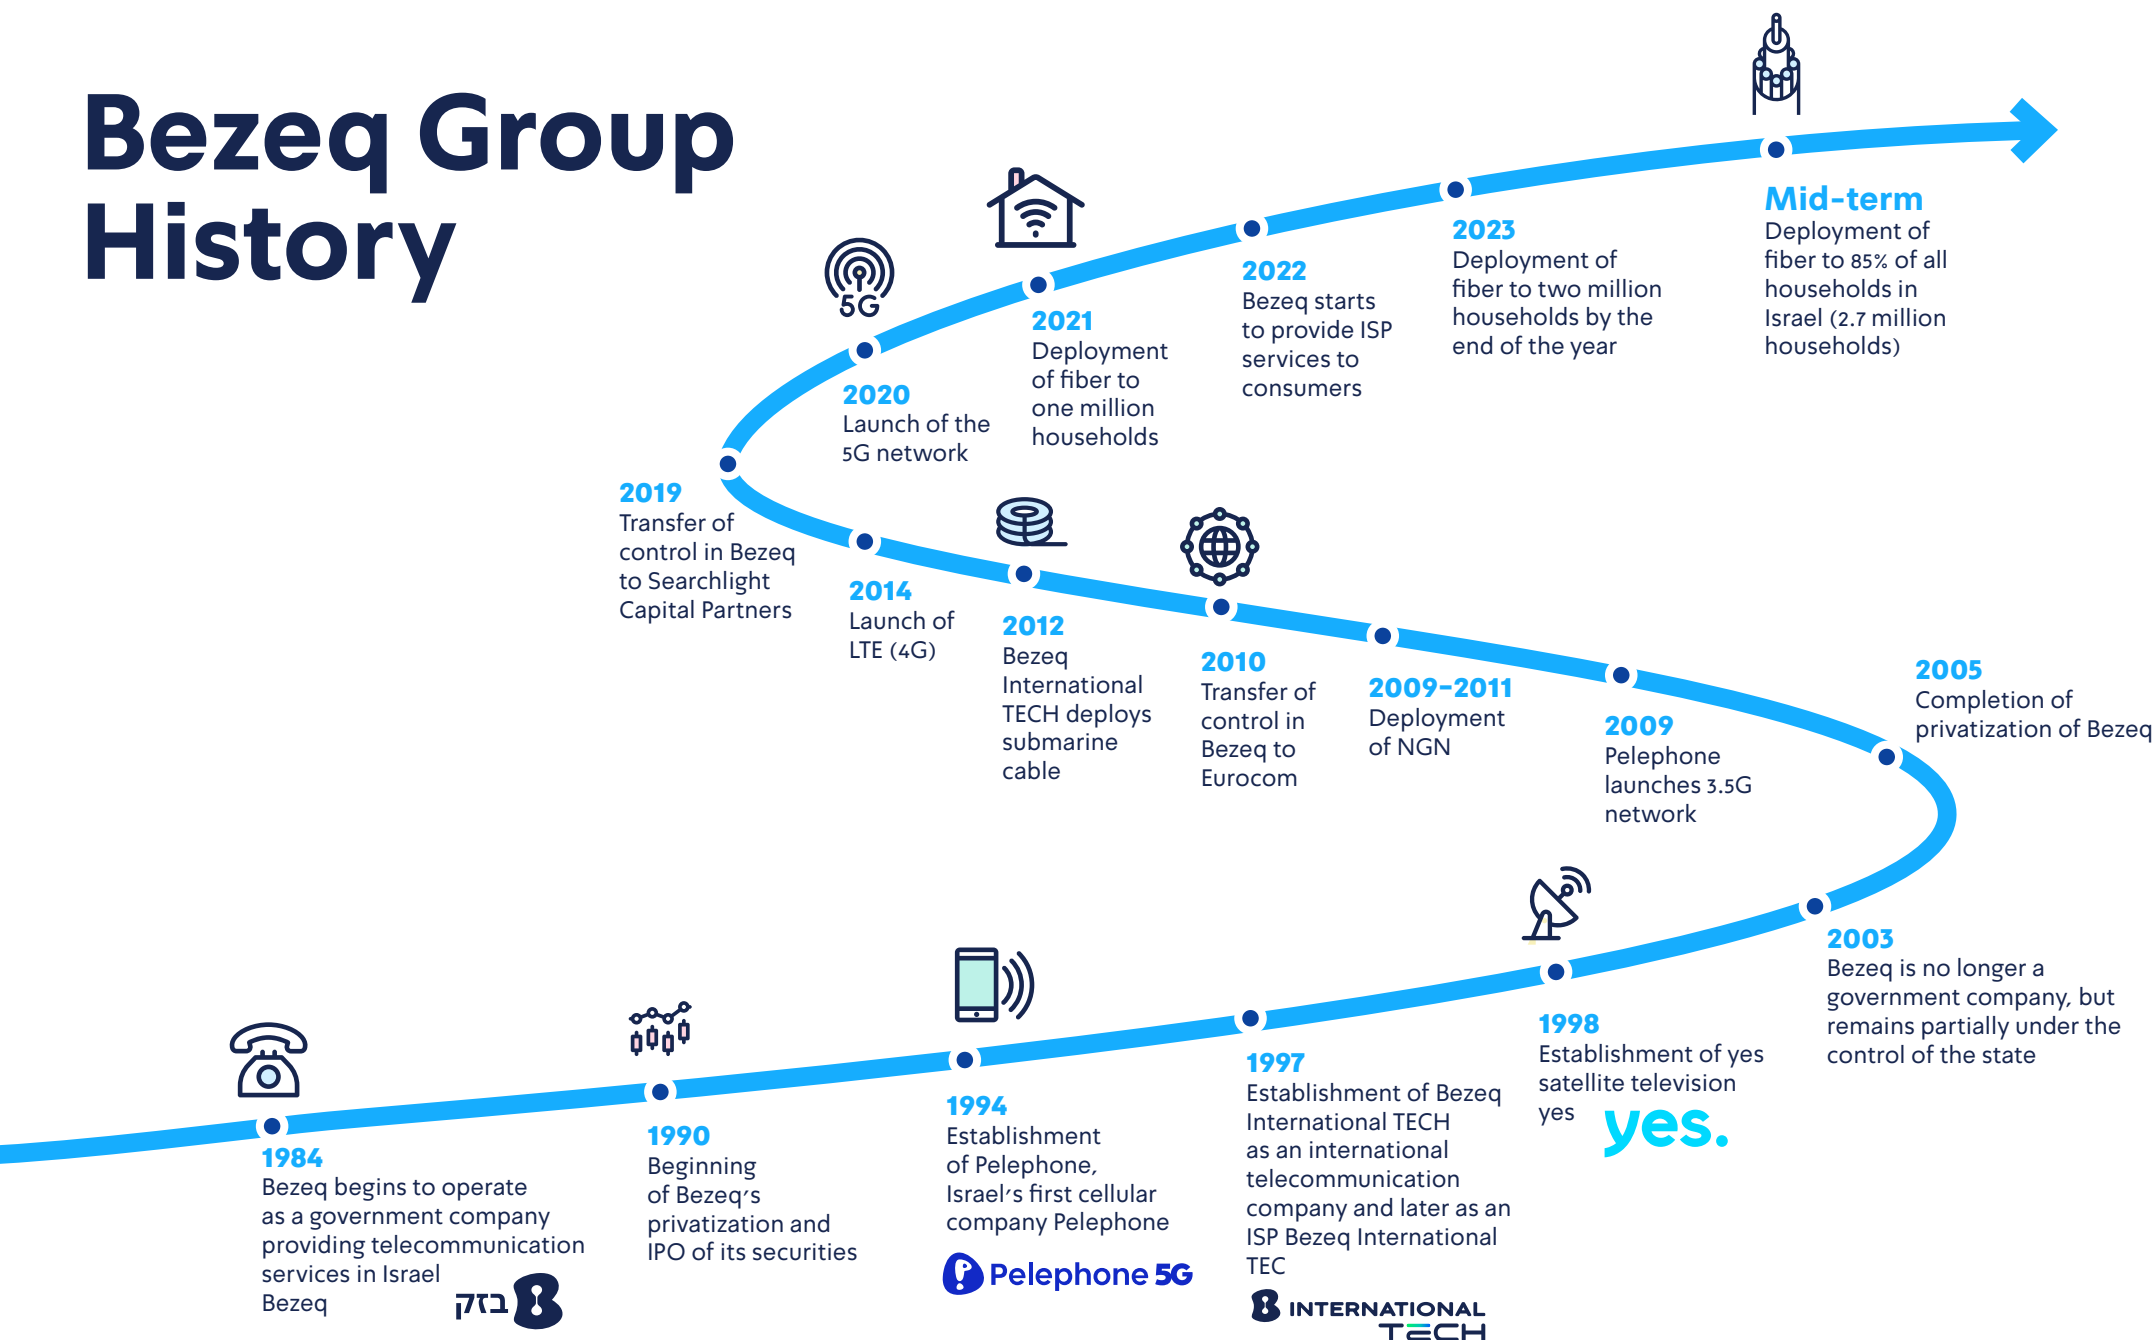 Bezeq Group
History
1984
Bezeq begins to operate
as a government company
providing telecommunication
services in Israel
Bezeq
בזק
1990
Beginning
of Bezeq's
privatization and
IPO of its securities
1994
Establishment
of Pelephone,
Israel's first cellular
company Pelephone
Pelephone 5G
1997
Establishment of Bezeq
International TECH
as an international
telecommunication
company and later as an
ISP Bezeq International
TEC
INTERNATIONAL
TECH
1998
Establishment of yes
satellite television
yes
yes.
2003
Bezeq is no longer a
government company, but
remains partially under the
control of the state
2005
Completion of
privatization of Bezeq
2009
Pelephone
launches 3.5G
network
2009-2011
Deployment
of NGN
2010
Transfer of
control in
Bezeq to
Eurocom
2012
Bezeq
International
TECH deploys
submarine
cable
2014
Launch of
LTE (4G)
2019
Transfer of
control in Bezeq
to Searchlight
Capital Partners
5G
2020
Launch of the
5G network
2021
Deployment
of fiber to
one million
households
2022
Bezeq starts
to provide ISP
services to
consumers
2023
Deployment of
fiber to two million
households by the
end of the year
Mid-term
Deployment of
fiber to 85% of all
households in
Israel (2.7 million
households)